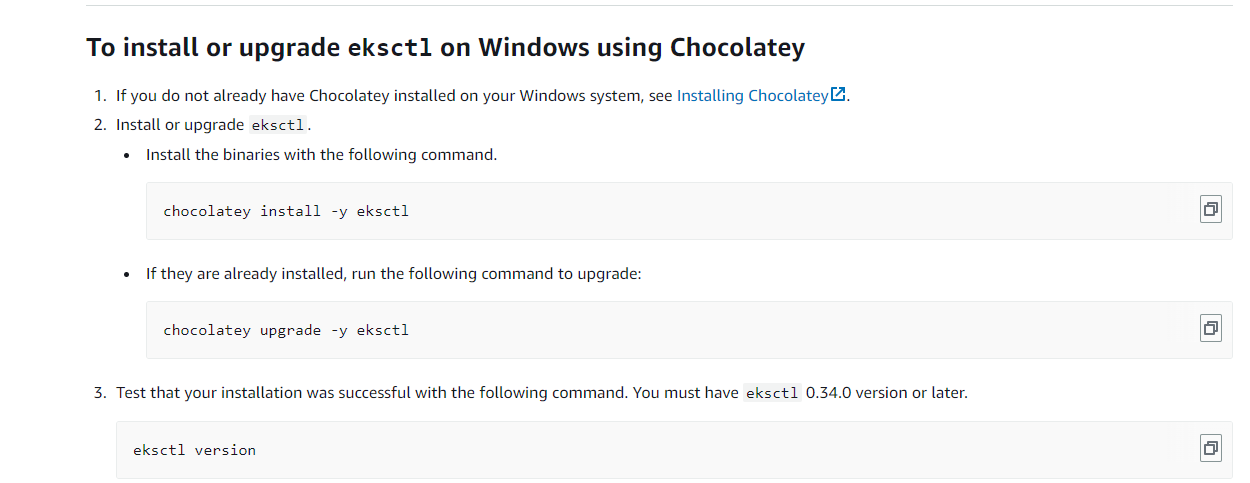 To install or upgrade eksctl on Windows using Chocolatey
1. If you do not already have Chocolatey installed on your Windows system, see Installing Chocolatey.
2. Install or upgrade eksctl.
• Install the binaries with the following command.
chocolatey install -y eksctl
• If they are already installed, run the following command to upgrade:
chocolatey upgrade -y eksctl
3. Test that your installation was successful with the following command. You must have eksctl 0.34.0 version or later.
eksctl version